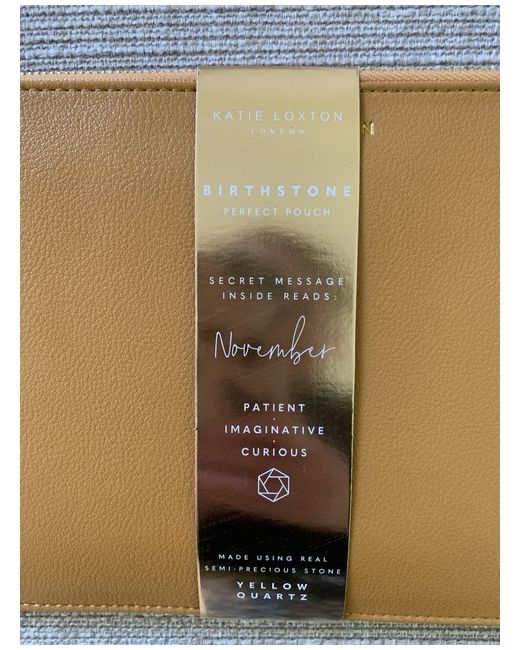 KATIE LOXTON
LONDON
N
BIRTHSTONE
PERFECT POUCH
SECRET MESSAGE
INSIDE READS:
November
PATIENT
IMAGINATIVE
CURIOUS
MADE USING REAL
SEMI-PRECIOUS STONE
YELLOW
QUARTZ